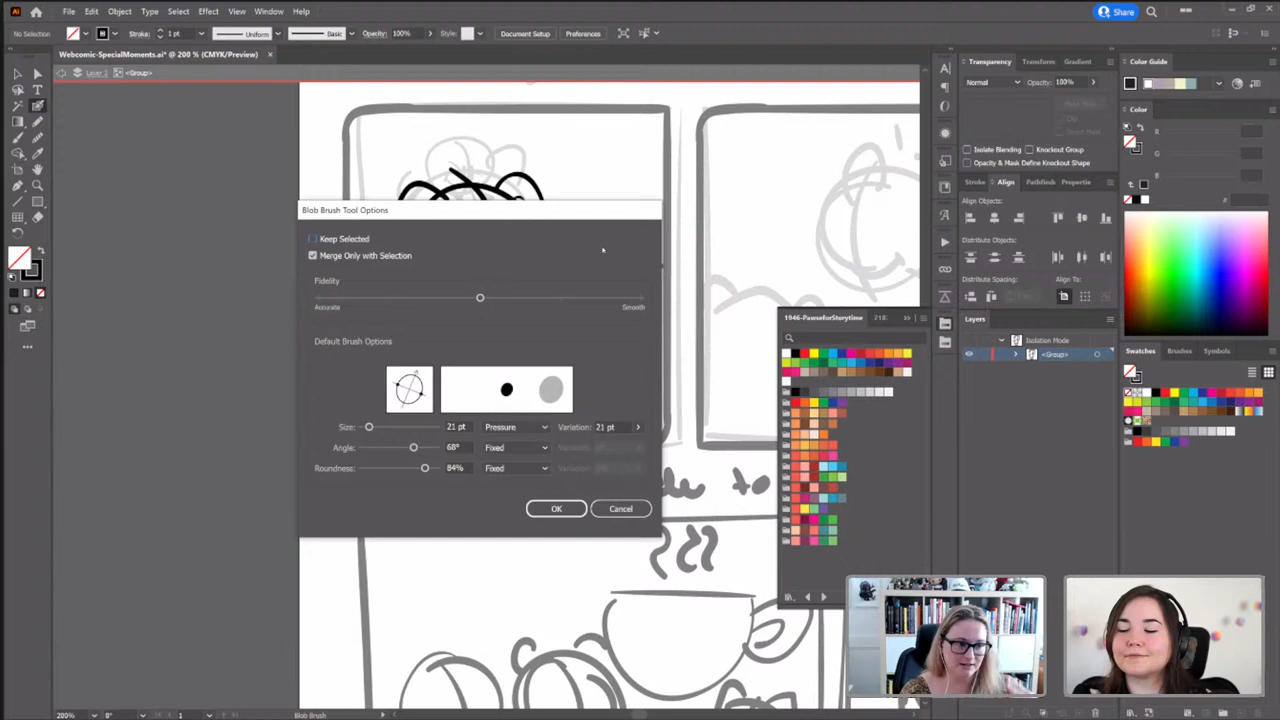 File Edit Object Type Select Effect View Window Help
Share
No Selection Stroke: 1 pt Uniform Basic Opacity: 100% Style: Document Setup Preferences
Webcomic-SpecialMoments.ai* @ 200 % (CMYK/Preview)
Layer 1 <Group>
Transparency Transform Gradient
Normal Opacity: 100%
Clip
Isolate Blending Knockout Group
Opacity & Mask Define Knockout Shape
Stroke Align Pathfinder Propertie
Align Objects:
Distribute Objects:
Distribute Spacing: Align To:
Layers
Isolation Mode
<Group>
Color Guide
Color
R
G
B
R
Swatches Brushes Symbols
Blob Brush Tool Options
Keep Selected
Merge Only with Selection
Fidelity
Accurate Smooth
Default Brush Options
Size: 21 pt Pressure Variation: 21 pt
Angle: 68° Fixed
Roundness: 84% Fixed
OK Cancel
1946-PawseforStorytime 218
to
200% 0° 1 Blob Brush